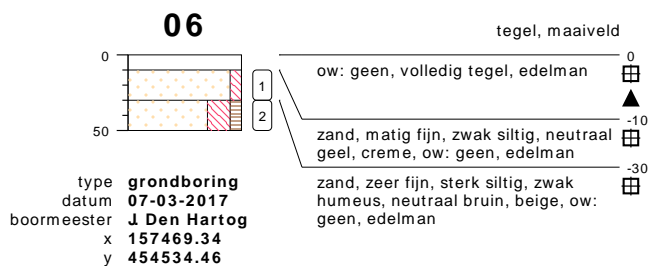 06
tegel, maaiveld
0
0
ow: geen, volledig tegel, edelman
1
-10
2
zand, matig fijn, zwak siltig, neutraal
geel, creme, ow: geen, edelman
50
-30
zand, zeer fijn, sterk siltig, zwak
humeus, neutraal bruin, beige, ow:
geen, edelman
type grondboring
datum 07-03-2017
boormeester J. Den Hartog
x 157469.34
y 454534.46